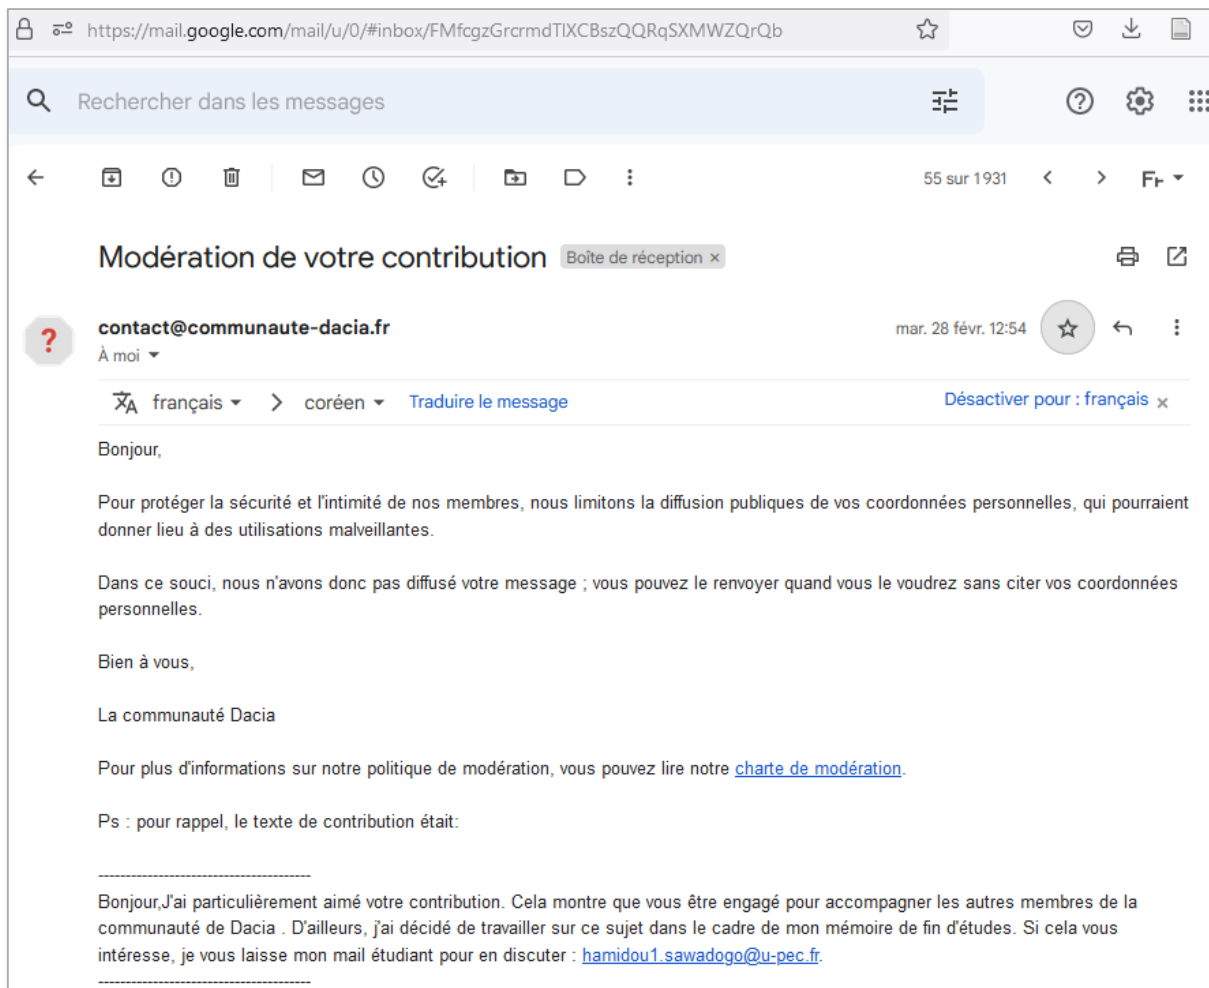 https://mail.google.com/mail/u/0/#inbox/FMfcgzGrcrmdTlXCBszQQRqSXMWZQrQb
Rechercher dans les messages
55 sur 1931
Modération de votre contribution Boîte de réception ×
contact@communaute-dacia.fr mar. 28 févr. 12:54
À moi
français > coréen Traduire le message Désactiver pour : français ×
Bonjour,
Pour protéger la sécurité et l'intimité de nos membres, nous limitons la diffusion publiques de vos coordonnées personnelles, qui pourraient
donner lieu à des utilisations malveillantes.
Dans ce souci, nous n'avons donc pas diffusé votre message ; vous pouvez le renvoyer quand vous le voudrez sans citer vos coordonnées
personnelles.
Bien à vous,
La communauté Dacia
Pour plus d'informations sur notre politique de modération, vous pouvez lire notre charte de modération.
Ps : pour rappel, le texte de contribution était:
---------------------------------------
Bonjour,J'ai particulièrement aimé votre contribution. Cela montre que vous être engagé pour accompagner les autres membres de la
communauté de Dacia . D'ailleurs, j'ai décidé de travailler sur ce sujet dans le cadre de mon mémoire de fin d'études. Si cela vous
intéresse, je vous laisse mon mail étudiant pour en discuter : hamidou1.sawadogo@u-pec.fr.
---------------------------------------